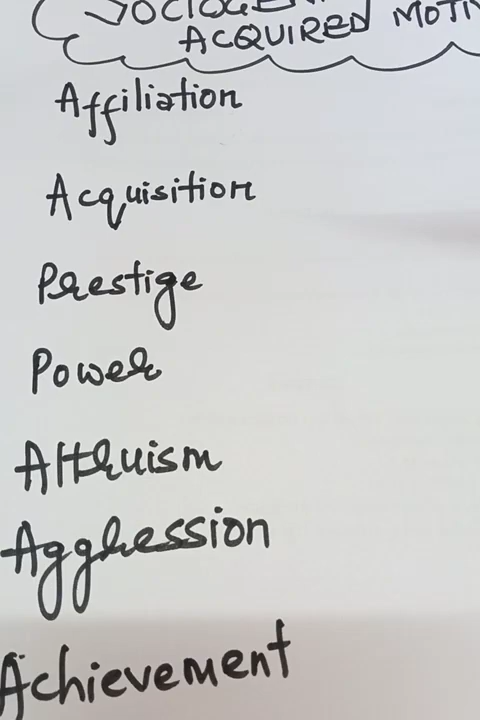 ACQUIRED
Affiliation
Acquisition
Prestige
Power
Altruism
Aggression
Achievement